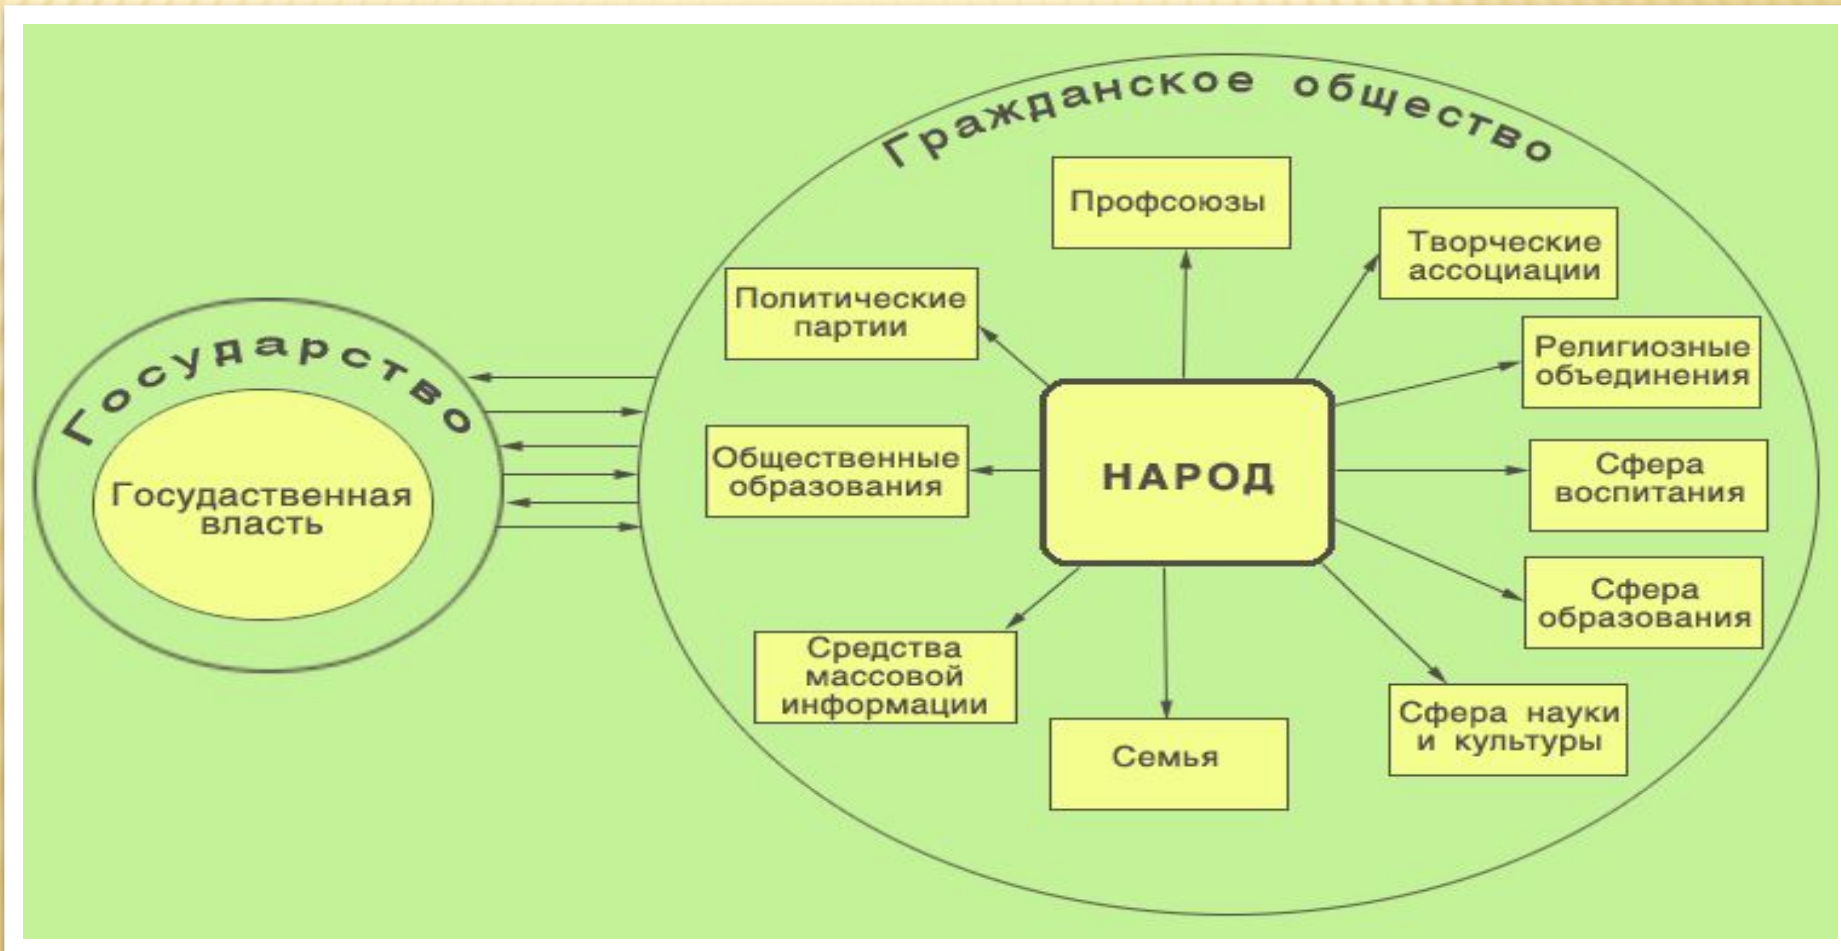 Гражданское общество
Профсоюзы
Творческие
ассоциации
Политические
партии
Религиозные
объединения
Государство
Государственная
власть
Общественные
образования
НАРОД
Сфера
воспитания
Сфера
образования
Средства
массовой
информации
Семья
Сфера науки
и культуры